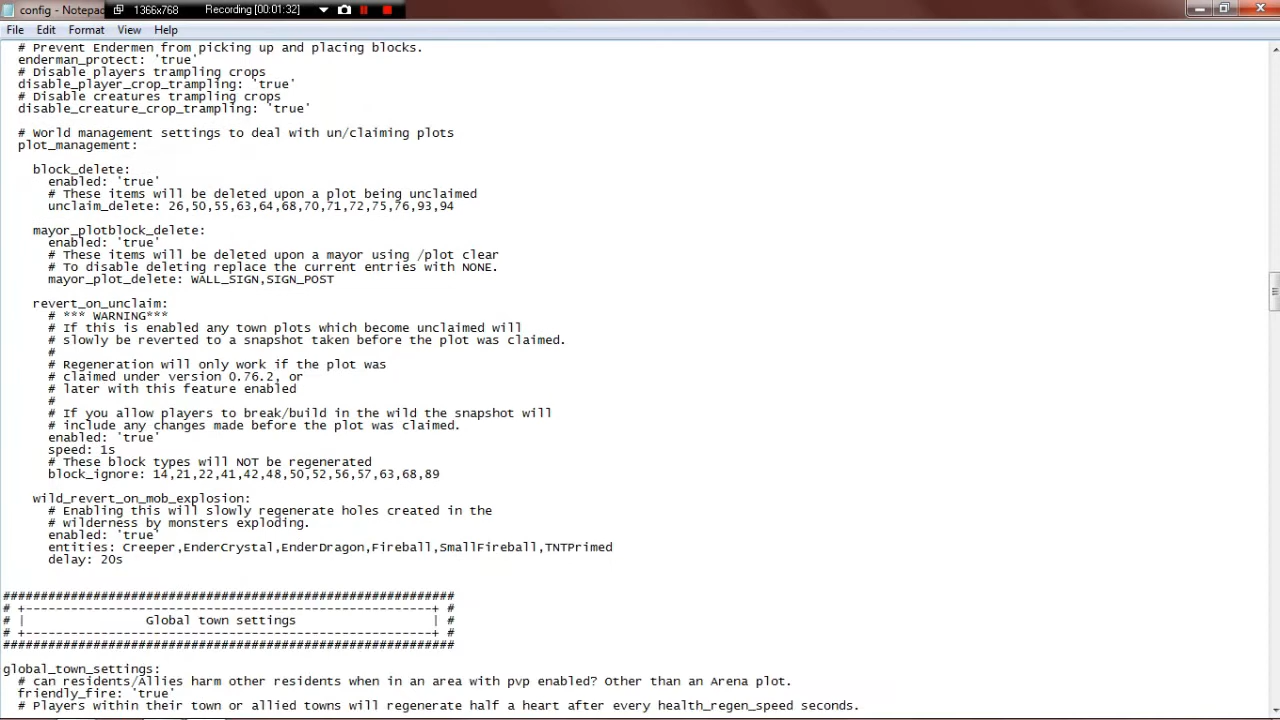 config - Notepad
1366x768
Recording [00:01:32]
File Edit Format View Help
# Prevent Endermen from picking up and placing blocks.
enderman_protect: 'true'
# Disable players trampling crops
disable_player_crop_trampling: 'true'
# Disable creatures trampling crops
disable_creature_crop_trampling: 'true'
# World management settings to deal with un/claiming plots
plot_management:
block_delete:
enabled: 'true'
# These items will be deleted upon a plot being unclaimed
unclaim_delete: 26,50,55,63,64,68,70,71,72,75,76,93,94
mayor_plotblock_delete:
enabled: 'true'
# These items will be deleted upon a mayor using /plot clear
# To disable deleting replace the current entries with NONE.
mayor_plot_delete: WALL_SIGN,SIGN_POST
revert_on_unclaim:
# *** WARNING***
# If this is enabled any town plots which become unclaimed will
# slowly be reverted to a snapshot taken before the plot was claimed.
#
# Regeneration will only work if the plot was
# claimed under version 0.76.2, or
# later with this feature enabled
#
# If you allow players to break/build in the wild the snapshot will
# include any changes made before the plot was claimed.
enabled: 'true'
speed: 1s
# These block types will NOT be regenerated
block_ignore: 14,21,22,41,42,48,50,52,56,57,63,68,89
wild_revert_on_mob_explosion:
# Enabling this will slowly regenerate holes created in the
# wilderness by monsters exploding.
enabled: 'true'
entities: Creeper,EnderCrystal,EnderDragon,Fireball,SmallFireball,TNTPrimed
delay: 20s
############################################################
# +------------------------------------------------------+ #
# | Global town settings | #
# +------------------------------------------------------+ #
############################################################
global_town_settings:
# can residents/Allies harm other residents when in an area with pvp enabled? Other than an Arena plot.
friendly_fire: 'true'
# Players within their town or allied towns will regenerate half a heart after every health_regen_speed seconds.